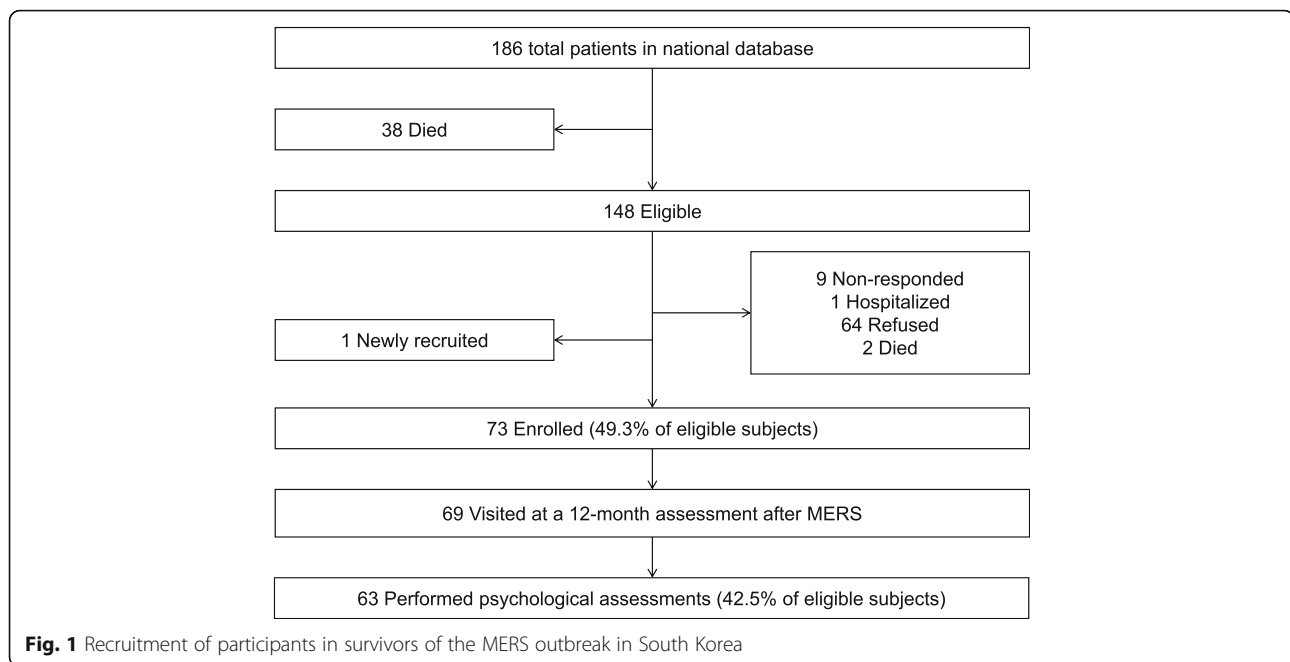 186 total patients in national database
38 Died
148 Eligible
9 Non-responded
1 Hospitalized
64 Refused
2 Died
1 Newly recruited
73 Enrolled (49.3% of eligible subjects)
69 Visited at a 12-month assessment after MERS
63 Performed psychological assessments (42.5% of eligible subjects)
Fig. 1 Recruitment of participants in survivors of the MERS outbreak in South Korea